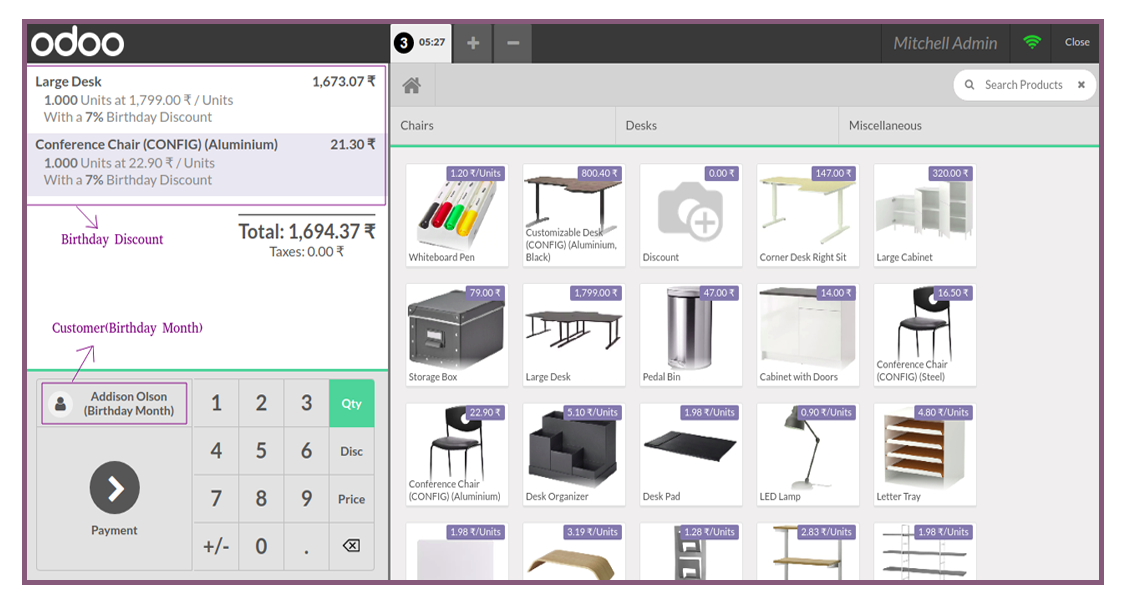 odoo
3 05:27 + −
Mitchell Admin
Close
Large Desk 1,673.07 ₹
1.000 Units at 1,799.00 ₹ / Units
With a 7% Birthday Discount
Conference Chair (CONFIG) (Aluminium) 21.30 ₹
1.000 Units at 22.90 ₹ / Units
With a 7% Birthday Discount
Total: 1,694.37 ₹
Taxes: 0.00 ₹
Birthday Discount
Customer(Birthday Month)
Addison Olson
(Birthday Month)
Payment
1 2 3 Qty
4 5 6 Disc
7 8 9 Price
+/- 0 .
Search Products
Chairs Desks Miscellaneous
1.20 ₹/Units
Whiteboard Pen
800.40 ₹
Customizable Desk
(CONFIG) (Aluminium,
Black)
0.00 ₹
Discount
147.00 ₹
Corner Desk Right Sit
320.00 ₹
Large Cabinet
79.00 ₹
Storage Box
1,799.00 ₹
Large Desk
47.00 ₹
Pedal Bin
14.00 ₹
Cabinet with Doors
16.50 ₹
Conference Chair
(CONFIG) (Steel)
22.90 ₹
Conference Chair
(CONFIG) (Aluminium)
5.10 ₹/Units
Desk Organizer
1.98 ₹/Units
Desk Pad
0.90 ₹/Units
LED Lamp
4.80 ₹/Units
Letter Tray
1.98 ₹/Units
3.19 ₹/Units
1.28 ₹/Units
2.83 ₹/Units
1.98 ₹/Units